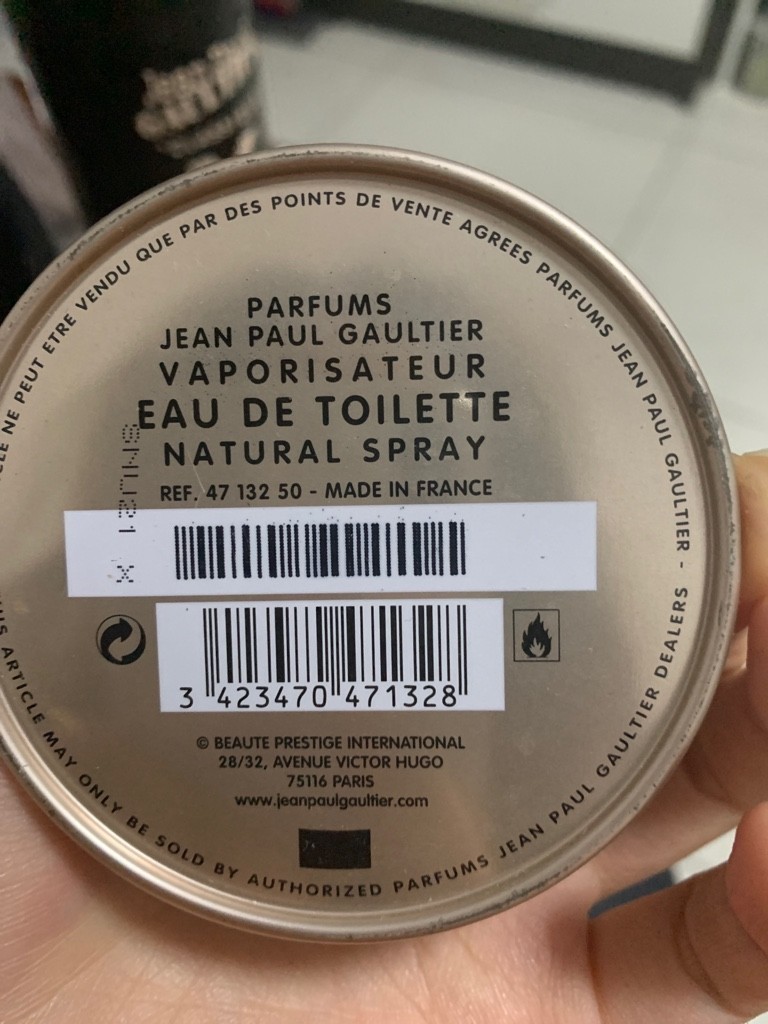 NE PEUT ETRE VENDU QUE PAR DES POINTS DE VENTE AGREES PARFUMS JEAN PAUL GAULTIER -
ARTICLE MAY ONLY BE SOLD BY AUTHORIZED PARFUMS JEAN PAUL GAULTIER DEALERS -
PARFUMS
JEAN PAUL GAULTIER
VAPORISATEUR
EAU DE TOILETTE
NATURAL SPRAY
REF. 47 132 50 - MADE IN FRANCE
3 423470 471328
© BEAUTE PRESTIGE INTERNATIONAL
28/32, AVENUE VICTOR HUGO
75116 PARIS
www.jeanpaulgaultier.com